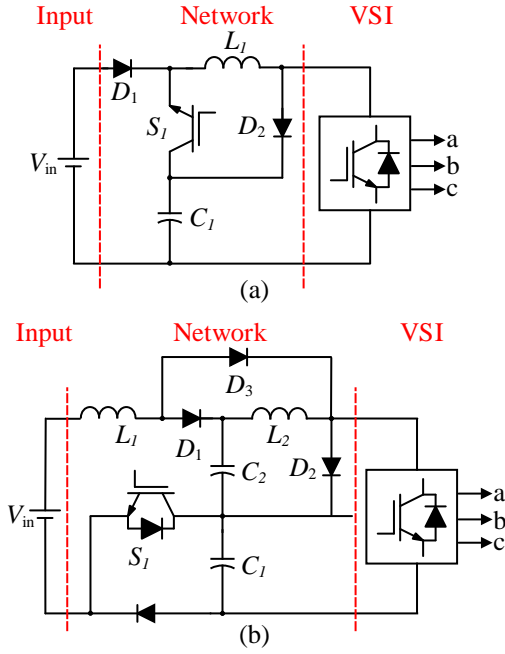 Input Network VSI
L1
D1
S1
D2
Vin
C1
a
b
c
(a)
Input Network VSI
D3
L1
D1
L2
C2
D2
Vin
S1
C1
a
b
c
(b)